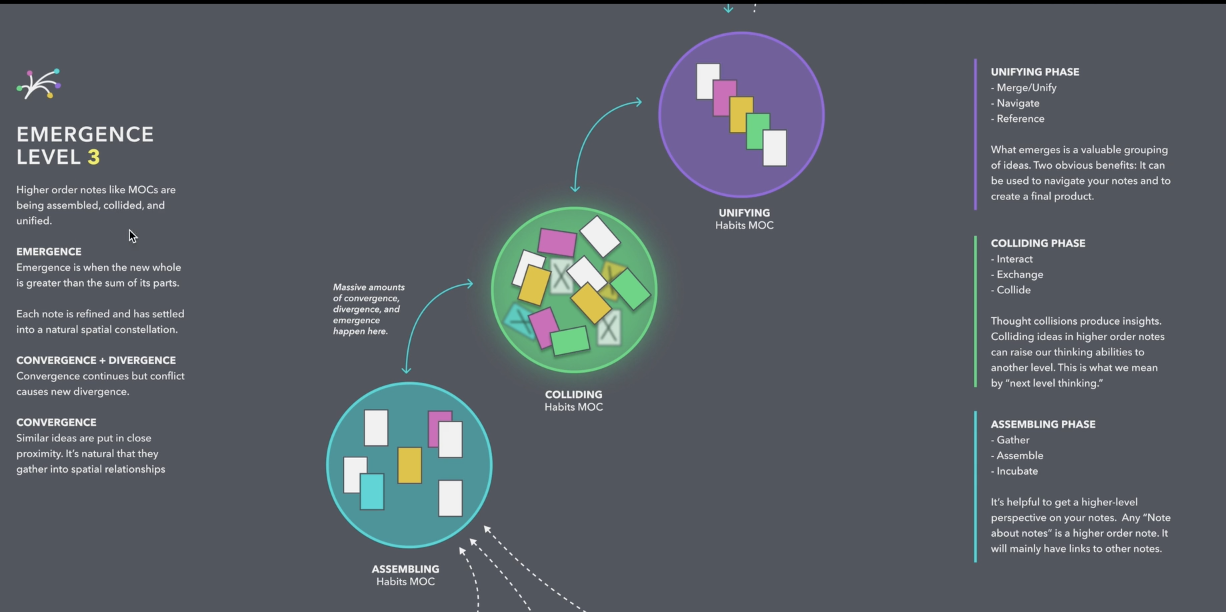 EMERGENCE
LEVEL 3
Higher order notes like MOCs are
being assembled, collided, and
unified.
EMERGENCE
Emergence is when the new whole
is greater than the sum of its parts.
Each note is refined and has settled
into a natural spatial constellation.
CONVERGENCE + DIVERGENCE
Convergence continues but conflict
causes new divergence.
CONVERGENCE
Similar ideas are put in close
proximity. It's natural that they
gather into spatial relationships
Massive amounts
of convergence,
divergence, and
emergence
happen here.
UNIFYING
Habits MOC
COLLIDING
Habits MOC
ASSEMBLING
Habits MOC
UNIFYING PHASE
- Merge/Unify
- Navigate
- Reference
What emerges is a valuable grouping
of ideas. Two obvious benefits: It can
be used to navigate your notes and to
create a final product.
COLLIDING PHASE
- Interact
- Exchange
- Collide
Thought collisions produce insights.
Colliding ideas in higher order notes
can raise our thinking abilities to
another level. This is what we mean
by “next level thinking.”
ASSEMBLING PHASE
- Gather
- Assemble
- Incubate
It's helpful to get a higher-level
perspective on your notes.  Any “Note
about notes” is a higher order note. It
will mainly have links to other notes.